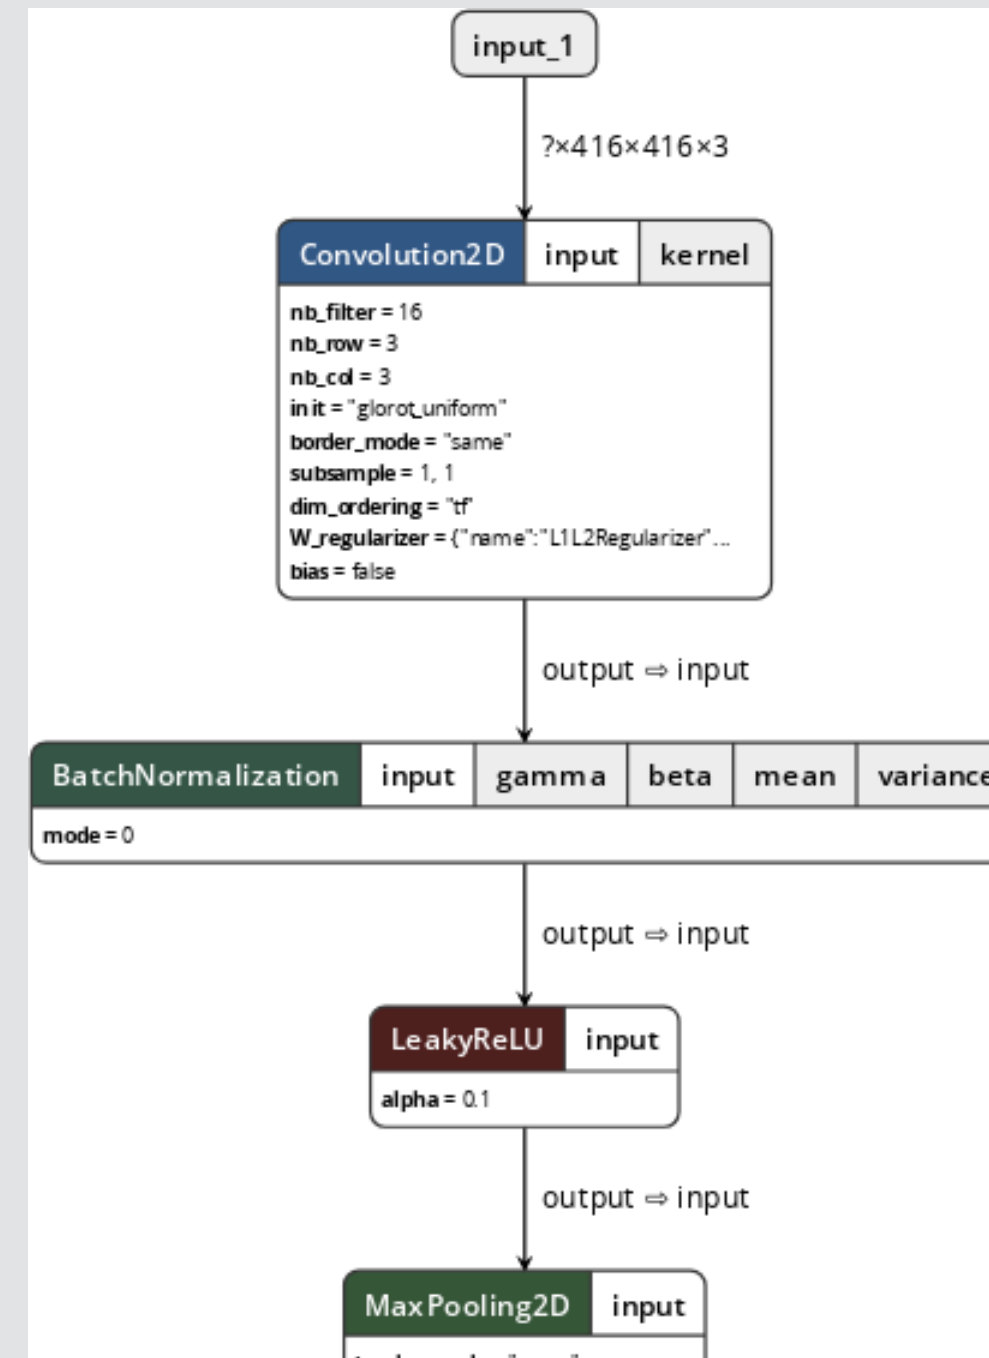 input_1
?×416×416×3
Convolution2D input kernel
nb_filter = 16
nb_row = 3
nb_col = 3
init = "glorot_uniform"
border_mode = "same"
subsample = 1, 1
dim_ordering = "tf"
W_regularizer = {"name":"L1L2Regularizer"...
bias = false
output ⇨ input
BatchNormalization input gamma beta mean variance
mode = 0
output ⇨ input
LeakyReLU input
alpha = 0.1
output ⇨ input
MaxPooling2D input